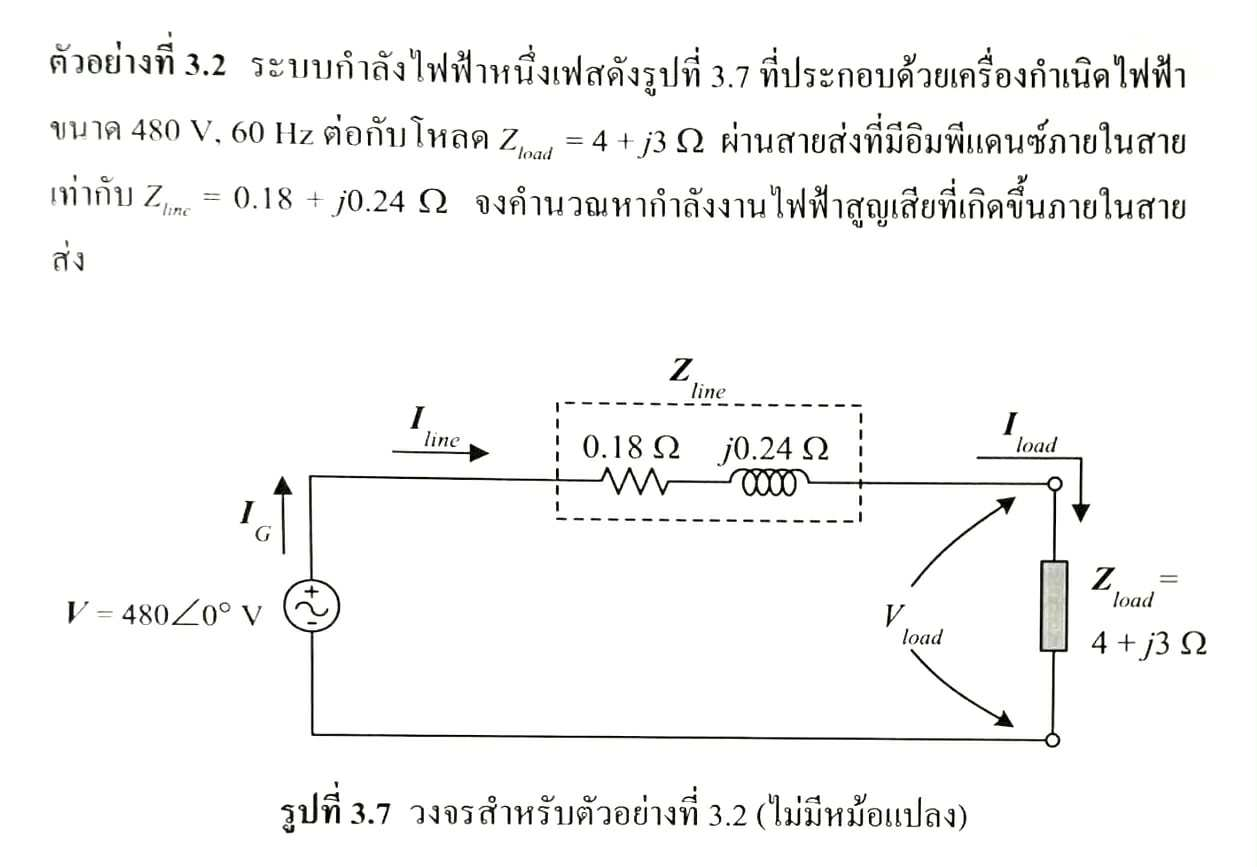 ตัวอย่างที่ 3.2 ระบบกำลังไฟฟ้าหนึ่งเฟสดังรูปที่ 3.7 ที่ประกอบด้วยเครื่องกำเนิดไฟฟ้า
ขนาด 480 V, 60 Hz ต่อกับโหลด Z_load = 4 + j3 Ω ผ่านสายส่งที่มีอิมพีแดนซ์ภายในสาย
เท่ากับ Z_line = 0.18 + j0.24 Ω จงคำนวณหากำลังงานไฟฟ้าสูญเสียที่เกิดขึ้นภายในสาย
ส่ง
Z_line
I_line
0.18 Ω j0.24 Ω
I_load
I_G
V = 480∠0° V
+
-
V_load
Z_load =
4 + j3 Ω
รูปที่ 3.7 วงจรสำหรับตัวอย่างที่ 3.2 (ไม่มีหม้อแปลง)